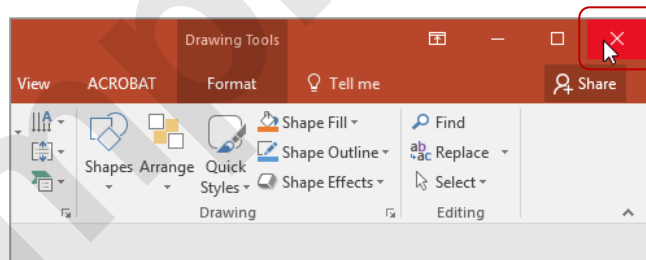 Drawing Tools
View ACROBAT Format Tell me Share
Shape Fill Find
Shapes Arrange Quick Styles Shape Outline Replace
Shape Effects Select
Drawing Editing